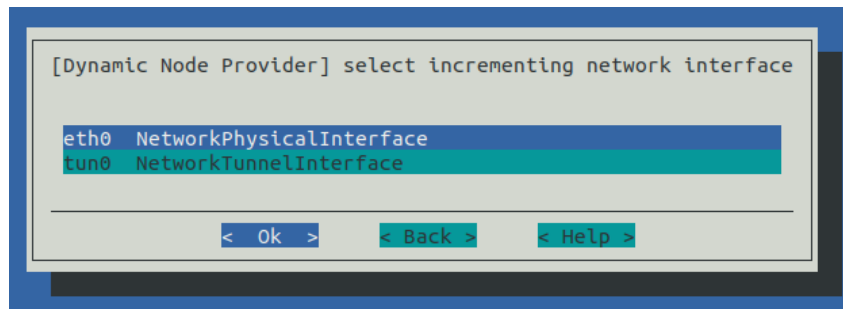 [Dynamic Node Provider] select incrementing network interface
eth0 NetworkPhysicalInterface
tun0 NetworkTunnelInterface
< Ok > < Back > < Help >